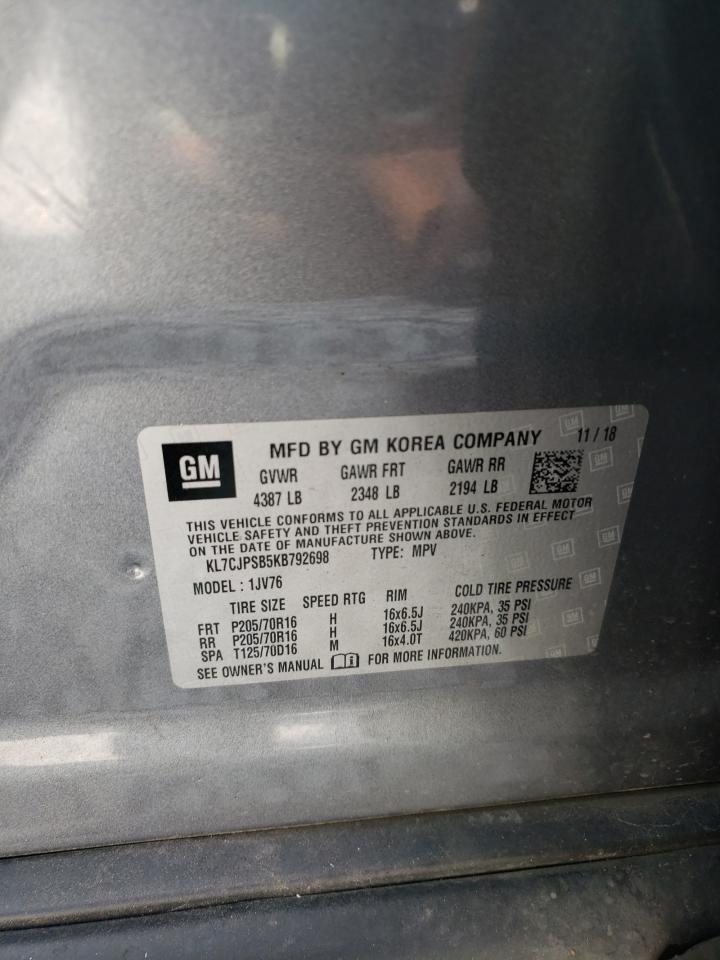 GM
MFD BY GM KOREA COMPANY 11 / 18
GVWR GAWR FRT GAWR RR
4387 LB 2348 LB 2194 LB
THIS VEHICLE CONFORMS TO ALL APPLICABLE U.S. FEDERAL MOTOR
VEHICLE SAFETY AND THEFT PREVENTION STANDARDS IN EFFECT
ON THE DATE OF MANUFACTURE SHOWN ABOVE.
KL7CJPSB5KB792698 TYPE: MPV
MODEL : 1JV76
TIRE SIZE SPEED RTG RIM COLD TIRE PRESSURE
FRT P205/70R16 H 16x6.5J 240KPA, 35 PSI
RR P205/70R16 H 16x6.5J 240KPA, 35 PSI
SPA T125/70D16 M 16x4.0T 420KPA, 60 PSI
SEE OWNER'S MANUAL FOR MORE INFORMATION.